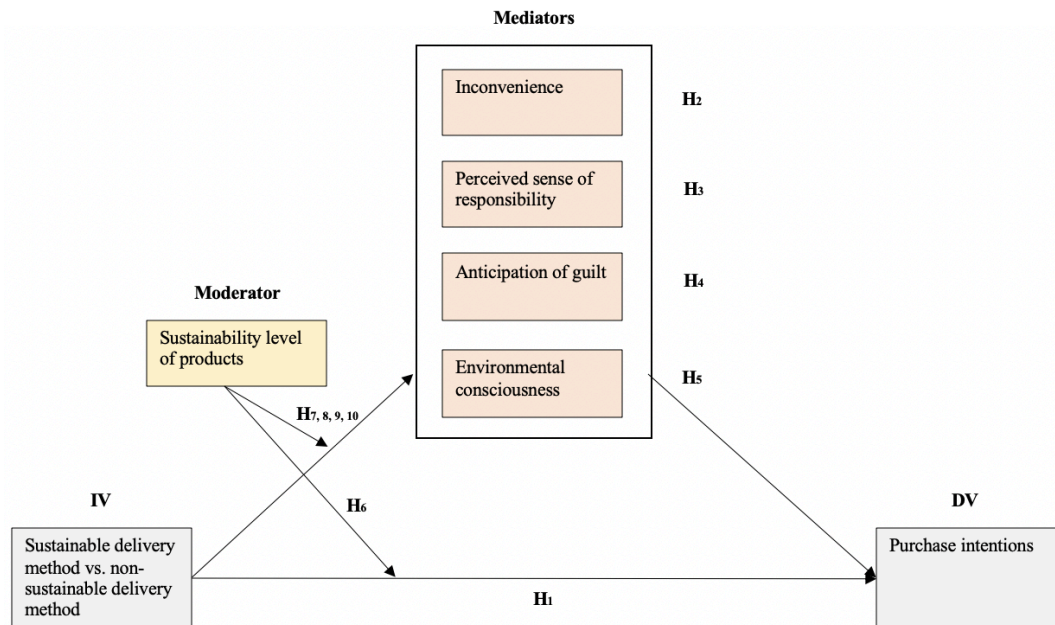 Mediators
Inconvenience
H2
Perceived sense of
responsibility
H3
Anticipation of guilt
H4
Moderator
Sustainability level
of products
Environmental
consciousness
H5
H7, 8, 9, 10
H6
IV
DV
Sustainable delivery
method vs. non-
sustainable delivery
method
Purchase intentions
H1